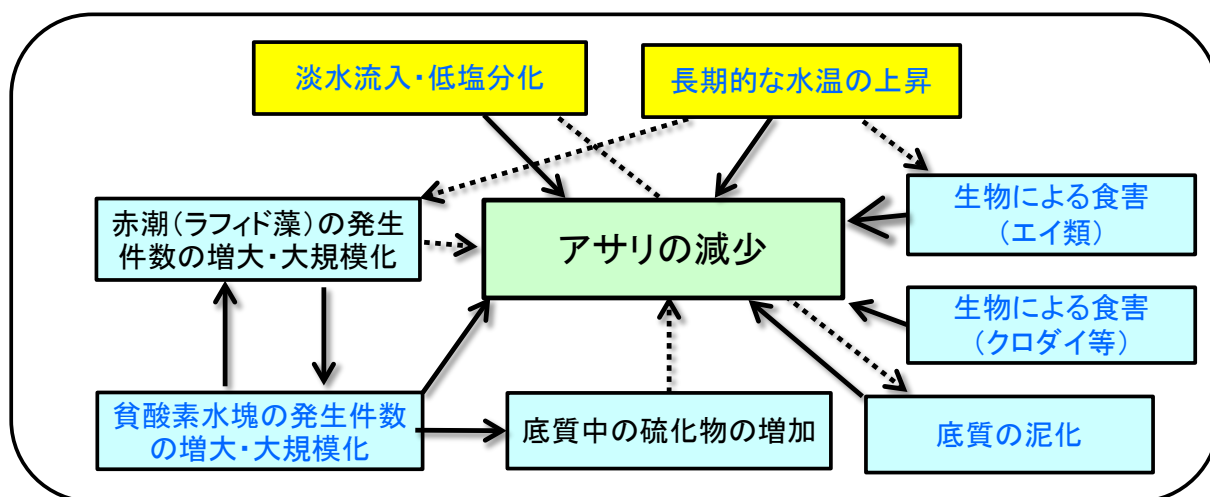 淡水流入・低塩分化
長期的な水温の上昇
赤潮(ラフィド藻)の発生
件数の増大・大規模化
アサリの減少
生物による食害
(エイ類)
生物による食害
(クロダイ等)
貧酸素水塊の発生件数
の増大・大規模化
底質中の硫化物の増加
底質の泥化